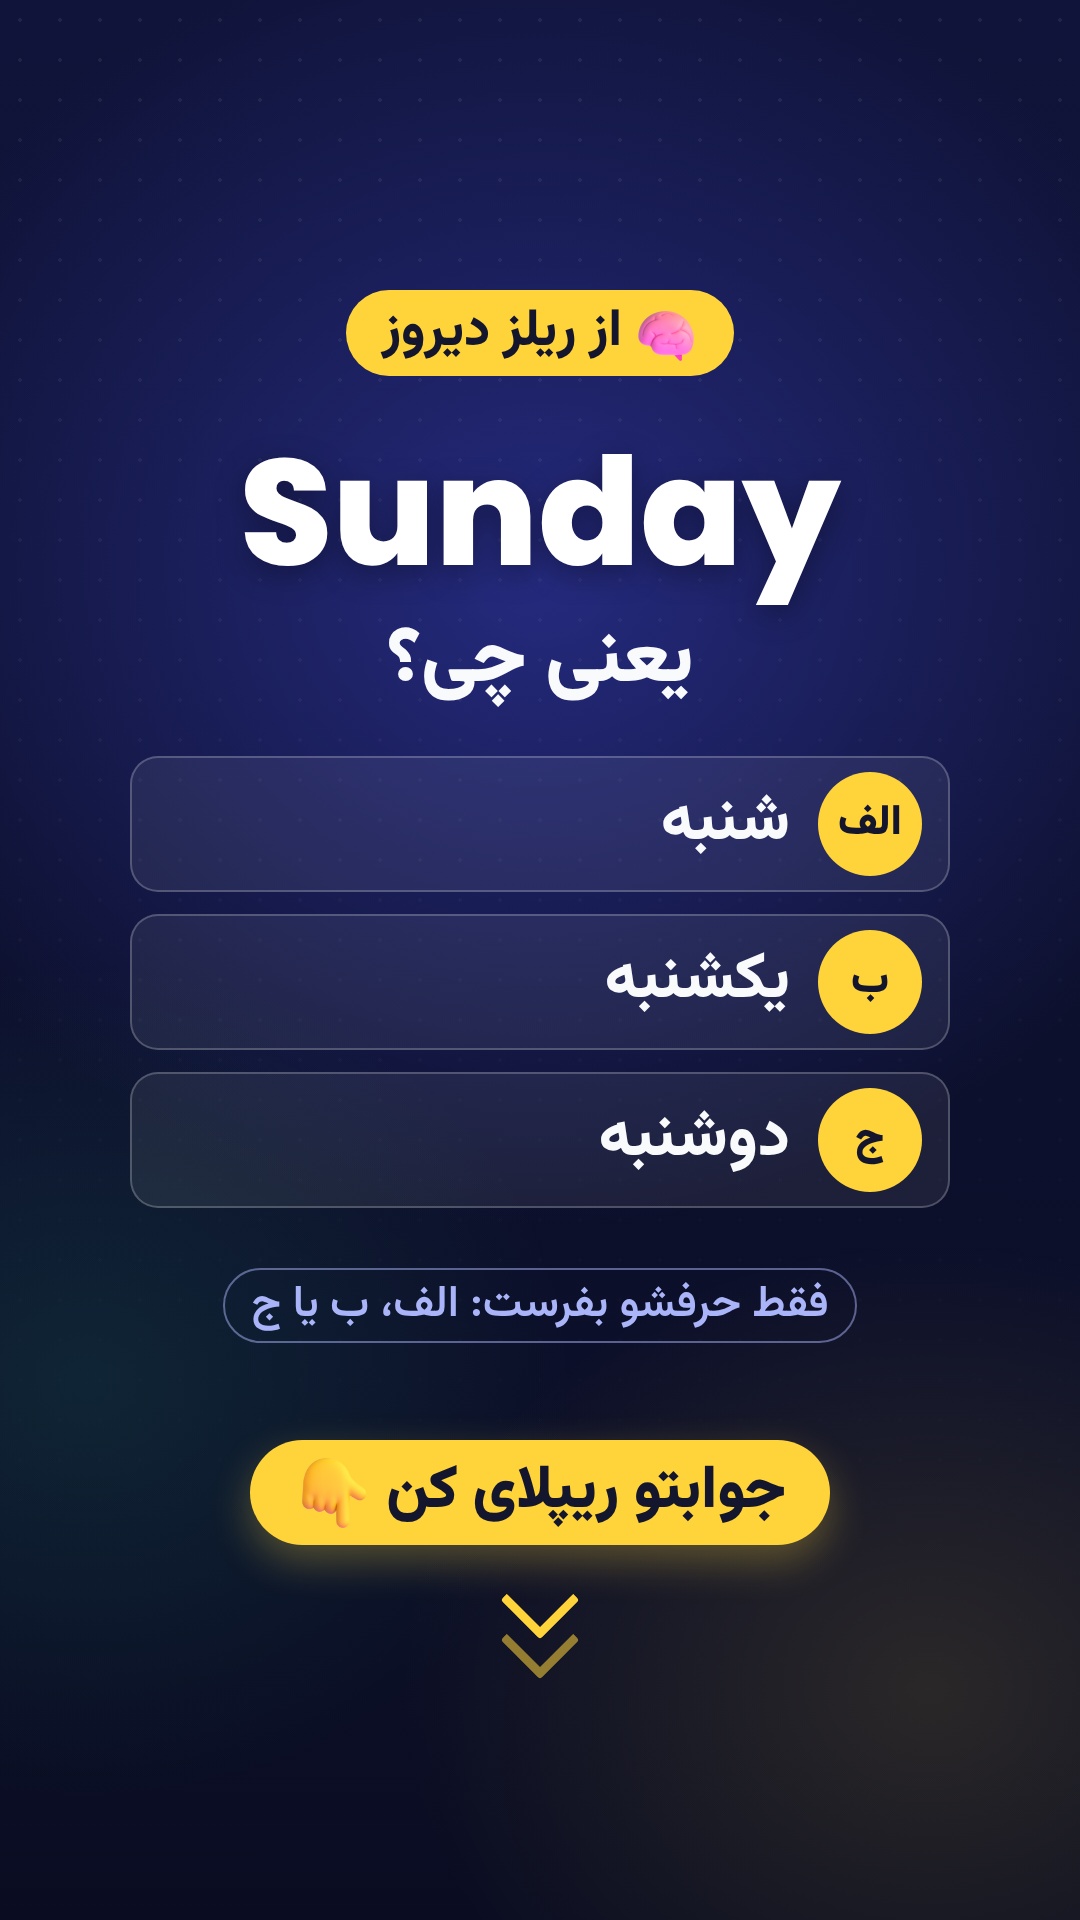 🧠 از ریلز دیروز
Sunday
یعنی چی؟
الف شنبه
ب یکشنبه
ج دوشنبه
فقط حرفشو بفرست: الف، ب یا ج
جوابتو ریپلای کن 👇